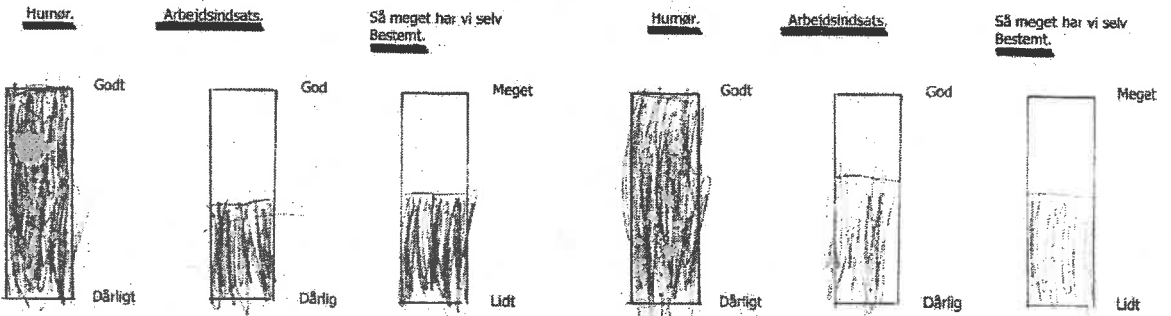 Humør.
Arbejdsindsats.
Så meget har vi selv
Bestemt.
Godt
God
Meget
Dårligt
Dårlig
Lidt
Humør.
Arbejdsindsats.
Så meget har vi selv
Bestemt.
Godt
God
Meget
Dårligt
Dårlig
Lidt